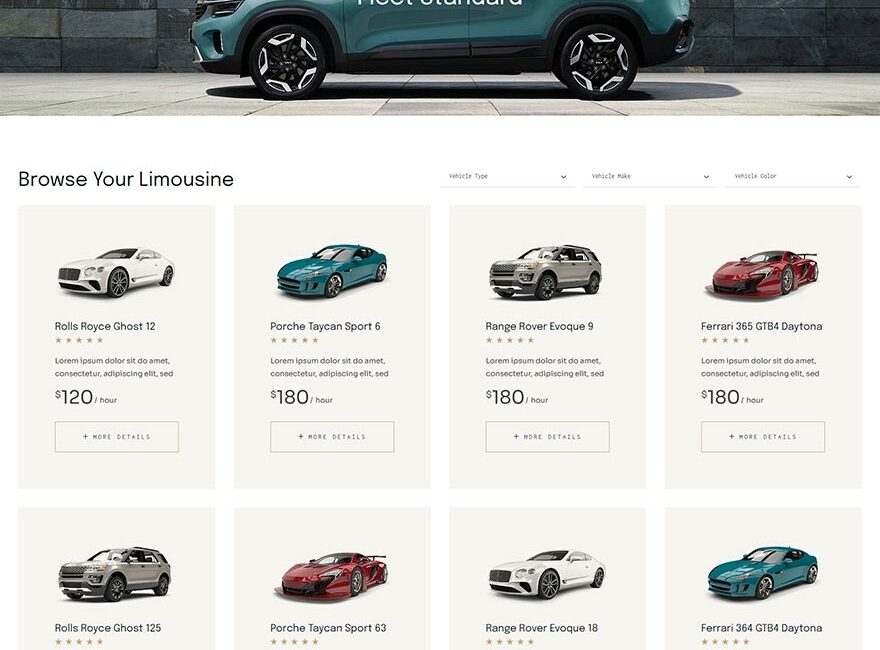 Fleet Standard
Browse Your Limousine
Vehicle Type
Vehicle Make
Vehicle Color
Rolls Royce Ghost 12
Porche Taycan Sport 6
Range Rover Evoque 9
Ferrari 365 GTB4 Daytona
Lorem ipsum dolor sit do amet,
consectetur, adipiscing elit, sed
Lorem ipsum dolor sit do amet,
consectetur, adipiscing elit, sed
Lorem ipsum dolor sit do amet,
consectetur, adipiscing elit, sed
Lorem ipsum dolor sit do amet,
consectetur, adipiscing elit, sed
$120 / hour
$180 / hour
$180 / hour
$180 / hour
+ MORE DETAILS
+ MORE DETAILS
+ MORE DETAILS
+ MORE DETAILS
Rolls Royce Ghost 125
Porche Taycan Sport 63
Range Rover Evoque 18
Ferrari 364 GTB4 Daytona